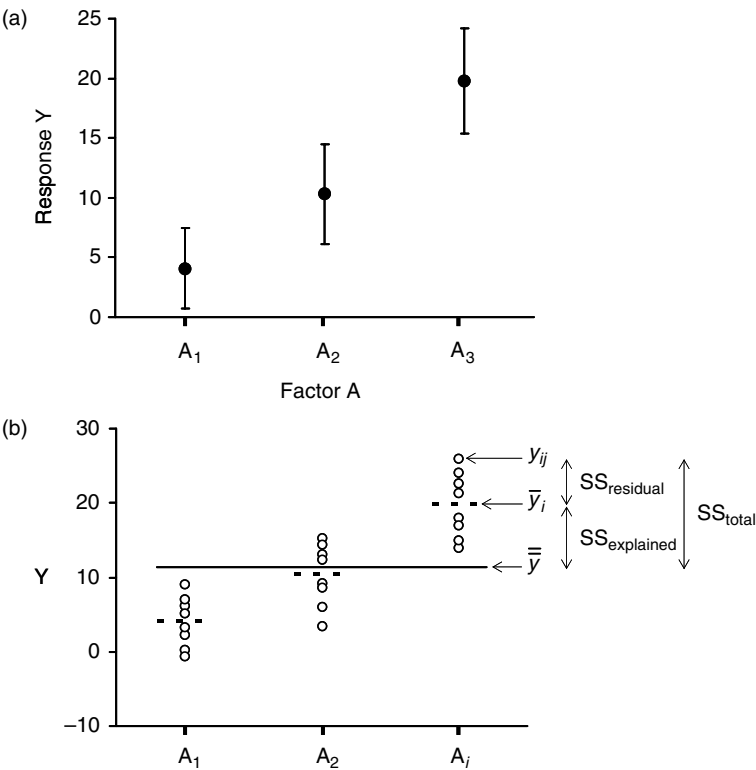 (a)
25
20
15
10
5
0
Response Y
A₁ A₂ A₃
Factor A
(b)
30
20
10
0
−10
Y
yᵢⱼ
ȳᵢ
y̿
SSresidual
SSexplained
SStotal
A₁ A₂ Aᵢ